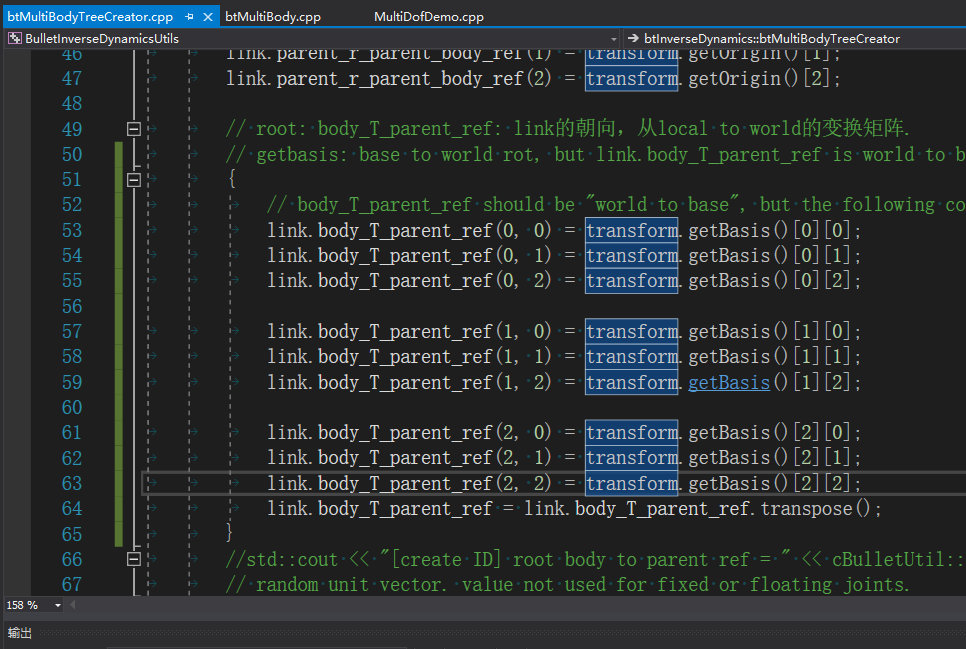 btMultiBodyTreeCreator.cpp btMultiBody.cpp MultiDofDemo.cpp
BulletInverseDynamicsUtils btInverseDynamics::btMultiBodyTreeCreator
46 link.parent_r_parent_body_ref(1) = transform.getOrigin()[1];
47 link.parent_r_parent_body_ref(2) = transform.getOrigin()[2];
48
49 // root: body_T_parent_ref: link的朝向, 从local to world的变换矩阵.
50 // getbasis: base to world rot, but link.body_T_parent_ref is world to b
51 {
52 // body_T_parent_ref should be "world to base", but the following co
53 link.body_T_parent_ref(0, 0) = transform.getBasis()[0][0];
54 link.body_T_parent_ref(0, 1) = transform.getBasis()[0][1];
55 link.body_T_parent_ref(0, 2) = transform.getBasis()[0][2];
56
57 link.body_T_parent_ref(1, 0) = transform.getBasis()[1][0];
58 link.body_T_parent_ref(1, 1) = transform.getBasis()[1][1];
59 link.body_T_parent_ref(1, 2) = transform.getBasis()[1][2];
60
61 link.body_T_parent_ref(2, 0) = transform.getBasis()[2][0];
62 link.body_T_parent_ref(2, 1) = transform.getBasis()[2][1];
63 link.body_T_parent_ref(2, 2) = transform.getBasis()[2][2];
64 link.body_T_parent_ref = link.body_T_parent_ref.transpose();
65 }
66 //std::cout << "[create ID] root body to parent ref = " << cBulletUtil::
67 // random unit vector. value not used for fixed or floating joints.
158 %
输出